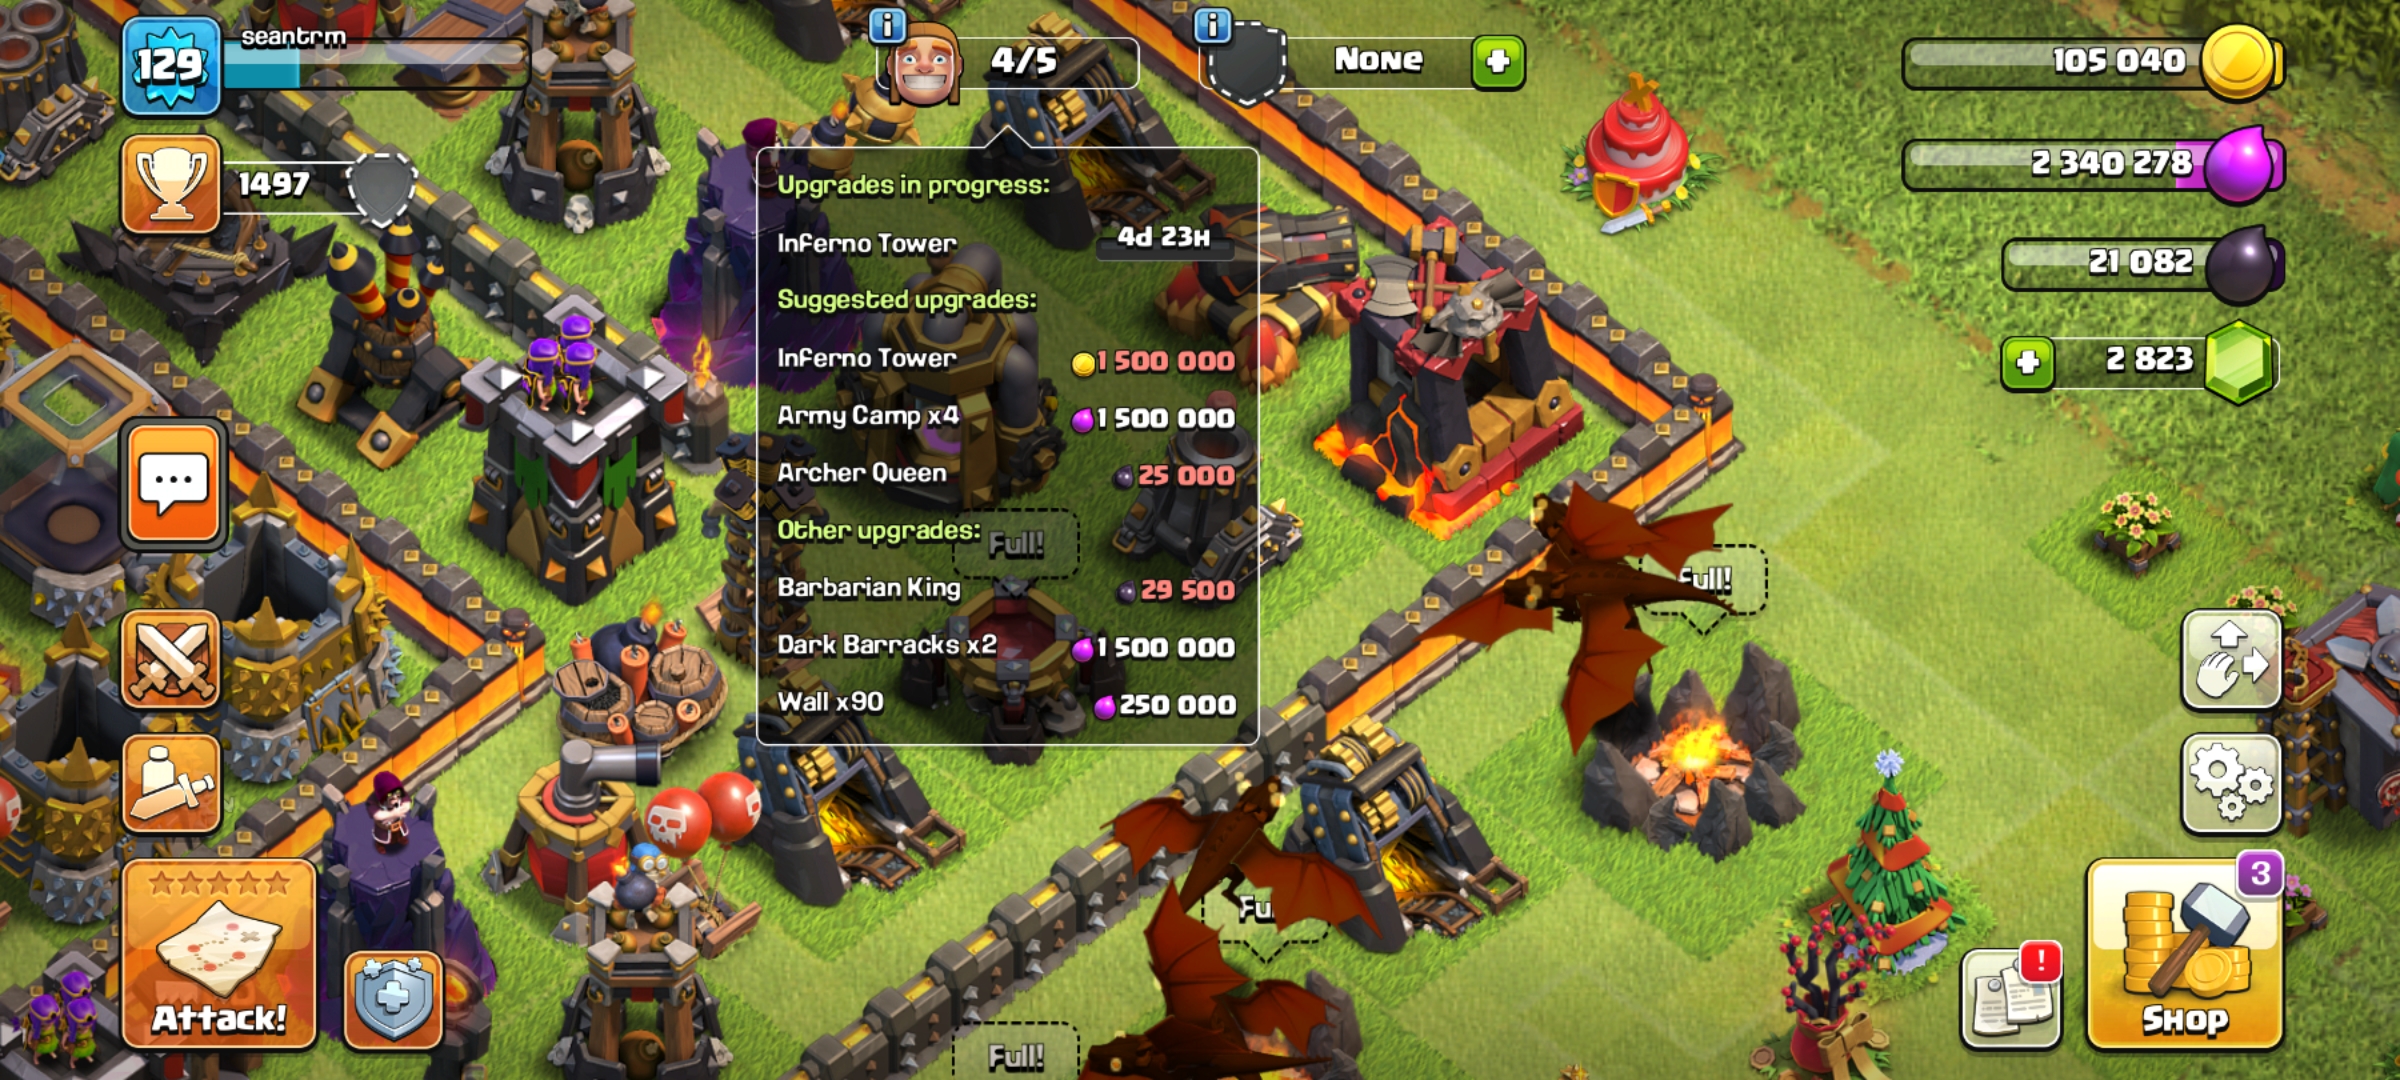 129
seantrm
4/5
None
105 040
1497
2 340 278
21 082
2 823
Upgrades in progress:
Inferno Tower 4d 23H
Suggested upgrades:
Inferno Tower 1 500 000
Army Camp x4 1 500 000
Archer Queen 25 000
Other upgrades:
Barbarian King 29 500
Dark Barracks x2 1 500 000
Wall x90 250 000
Full!
Full!
Fu
Full!
3
!
Attack!
Shop